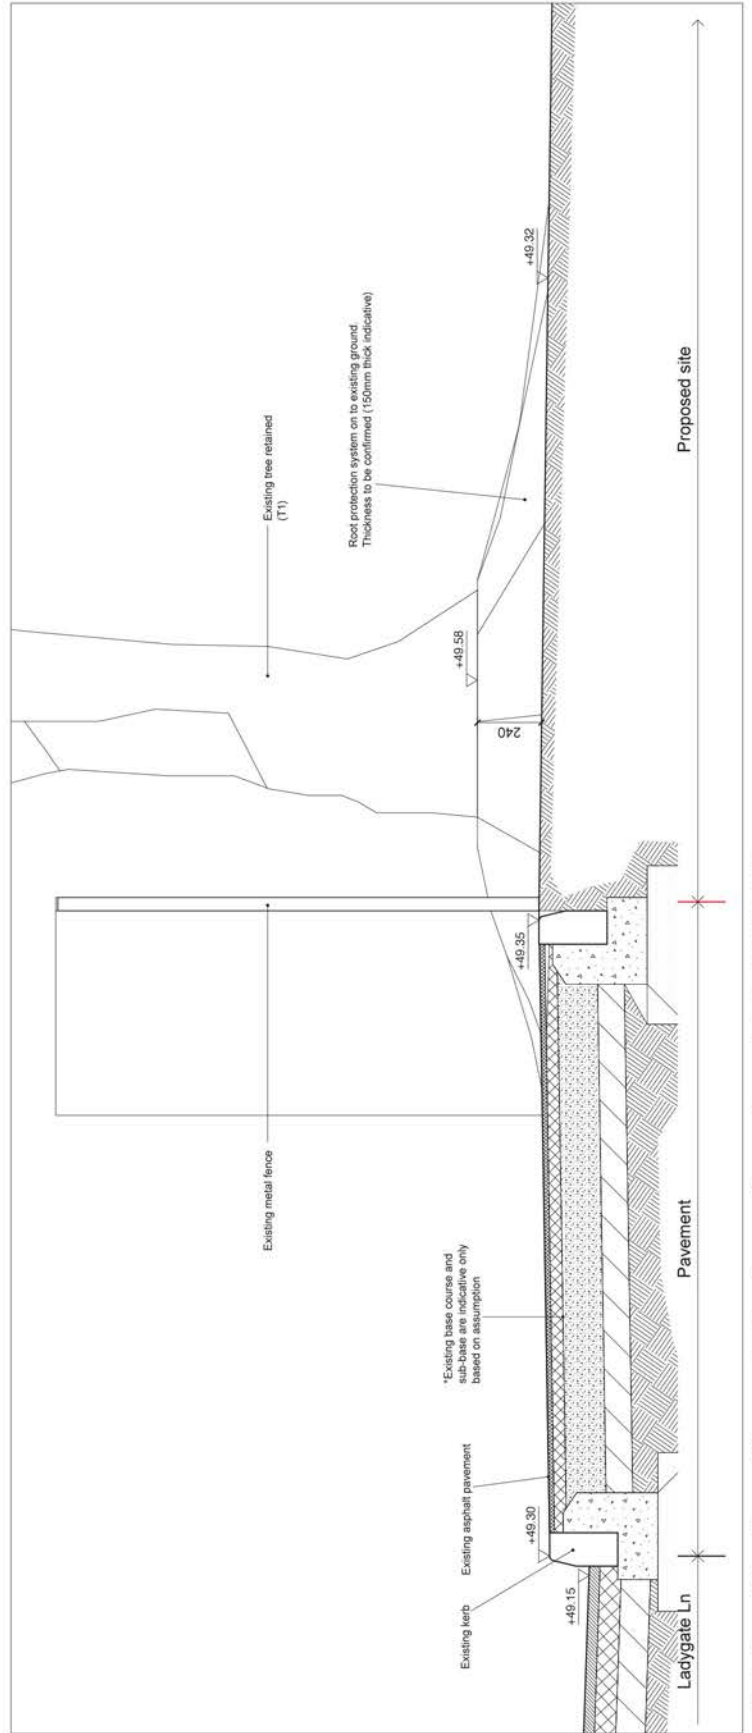 Existing tree retained
(T1)
Root protection system on to existing ground.
Thickness to be confirmed (150mm thick indicative)
Existing metal fence
*Existing base course and
sub-base are indicative only
based on assumption
Existing asphalt pavement
Existing kerb
+49.15
+49.30
+49.35
240
+49.58
+49.32
Ladygate Ln
Pavement
Proposed site